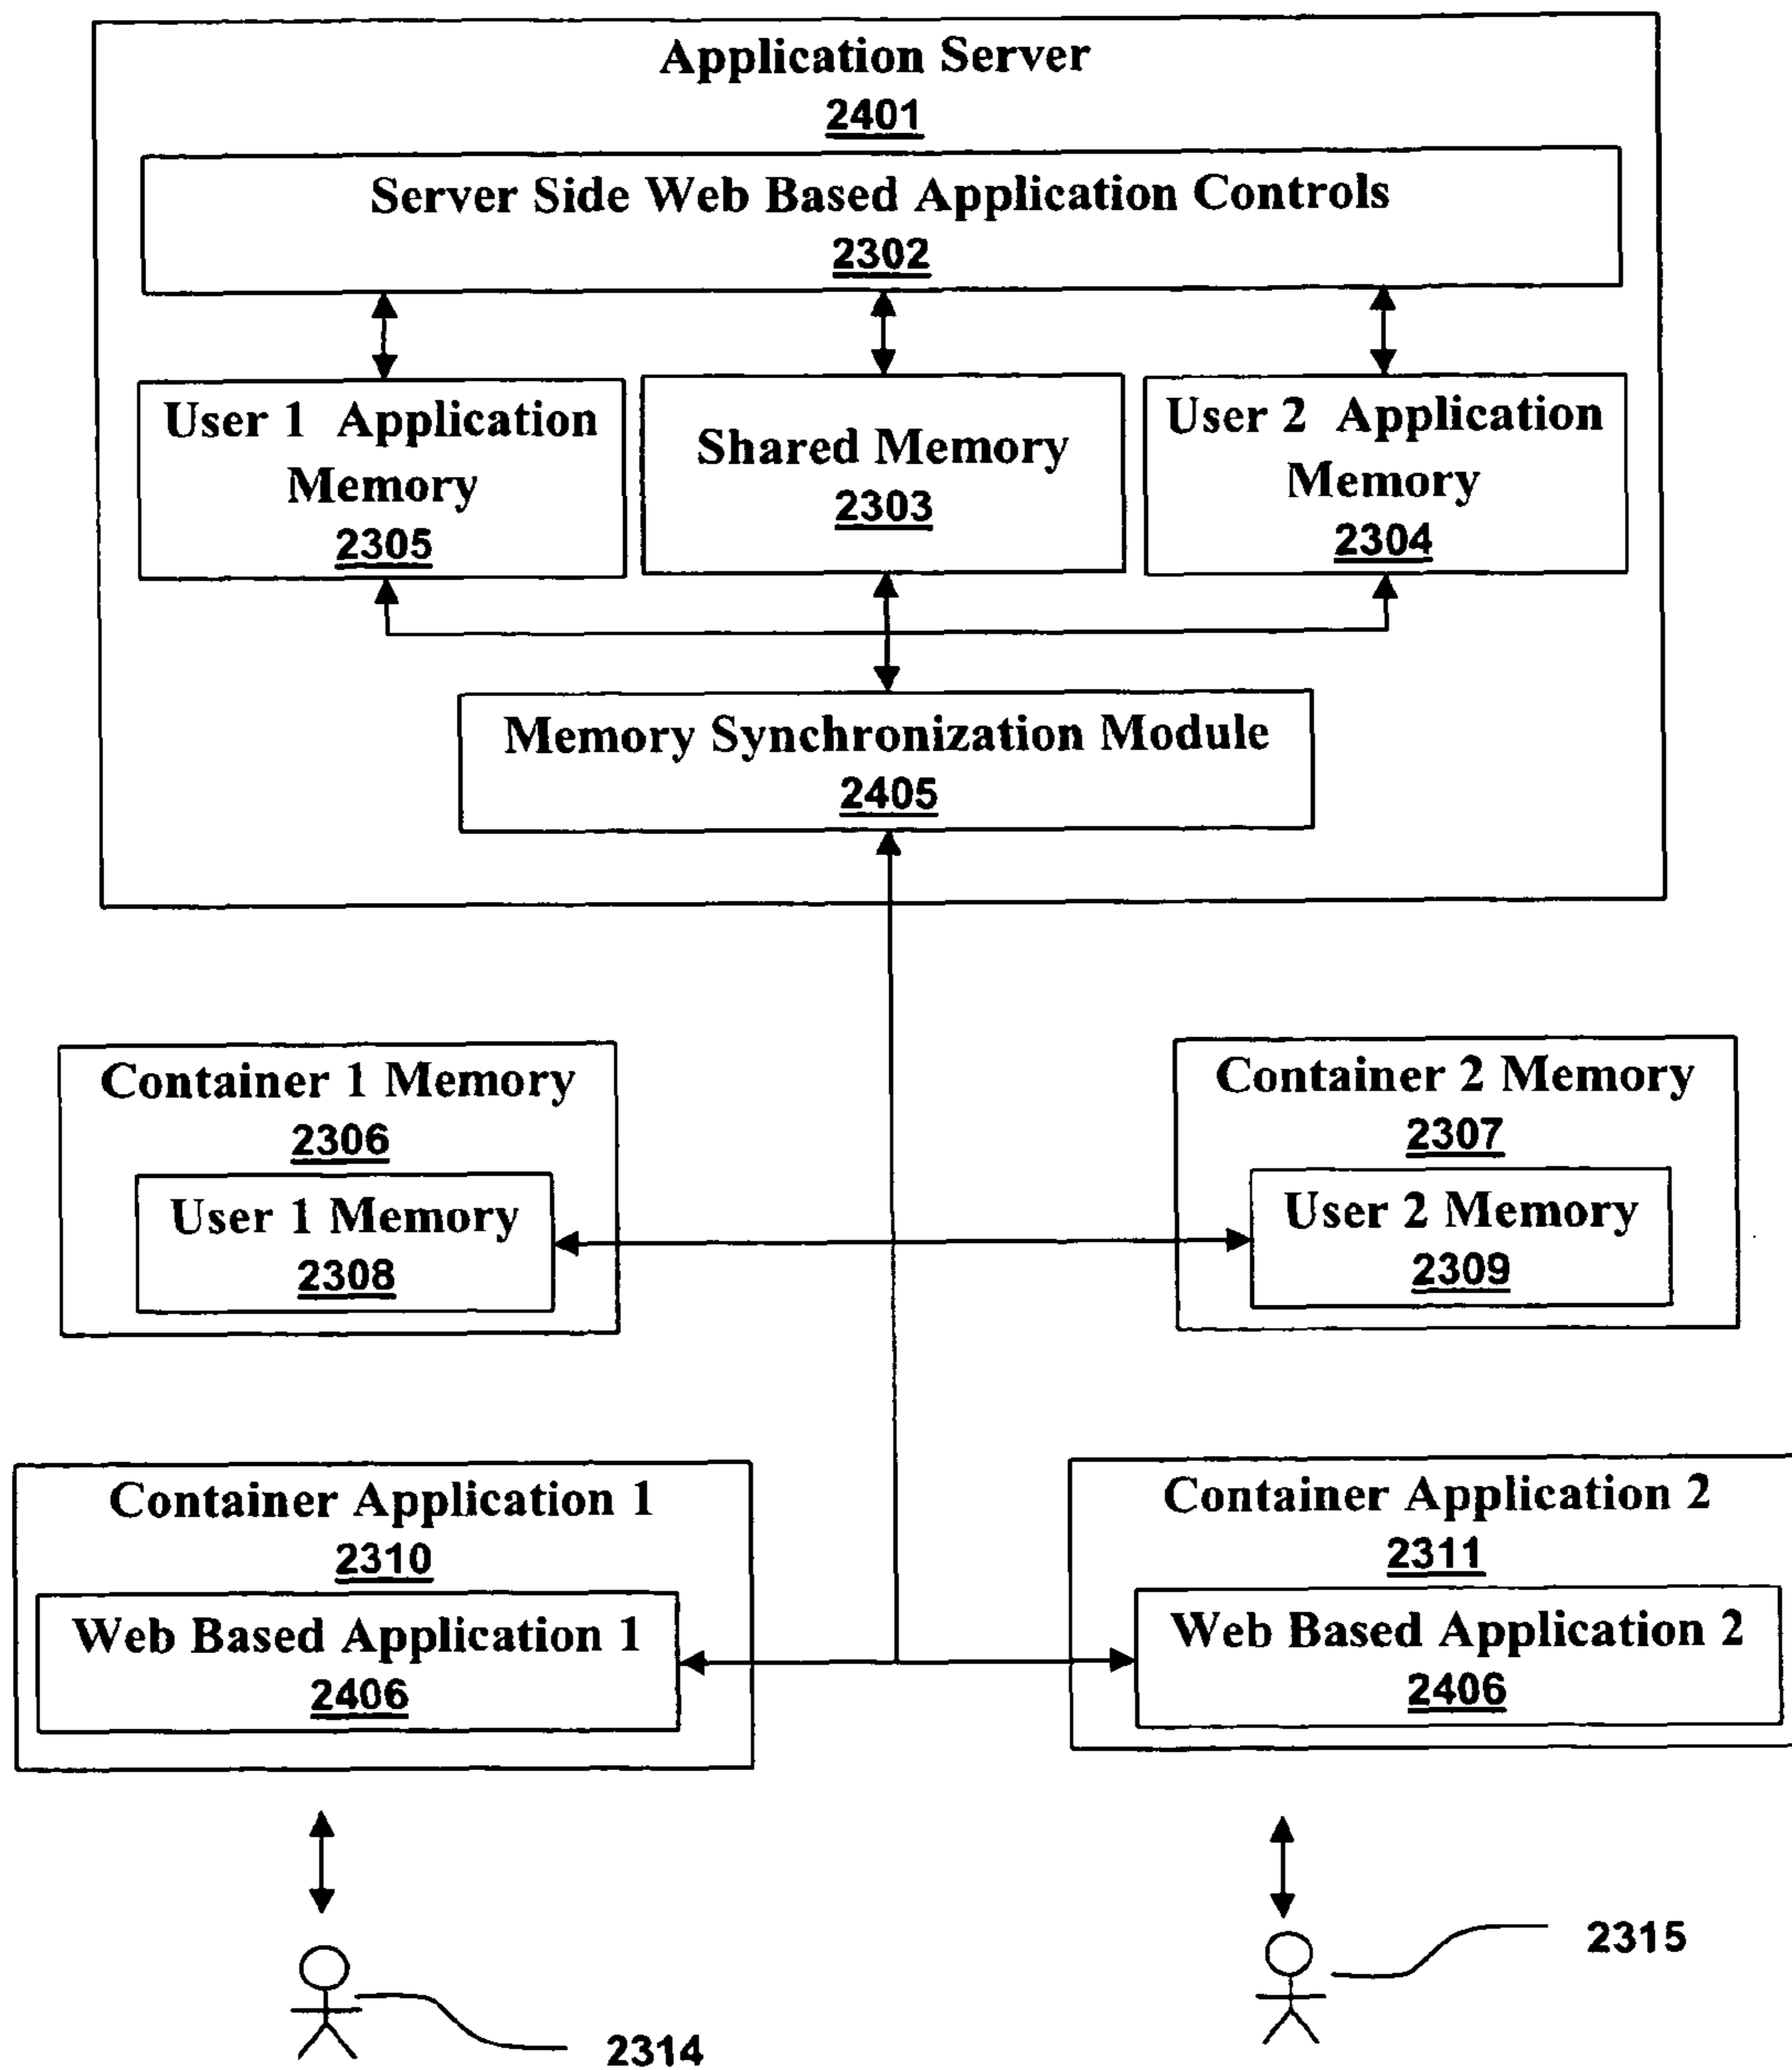 Application Server
2401
Server Side Web Based Application Controls
2302
User 1 Application
Memory
2305
Shared Memory
2303
User 2 Application
Memory
2304
Memory Synchronization Module
2405
Container 1 Memory
2306
User 1 Memory
2308
Container 2 Memory
2307
User 2 Memory
2309
Container Application 1
2310
Web Based Application 1
2406
Container Application 2
2311
Web Based Application 2
2406
2314
2315